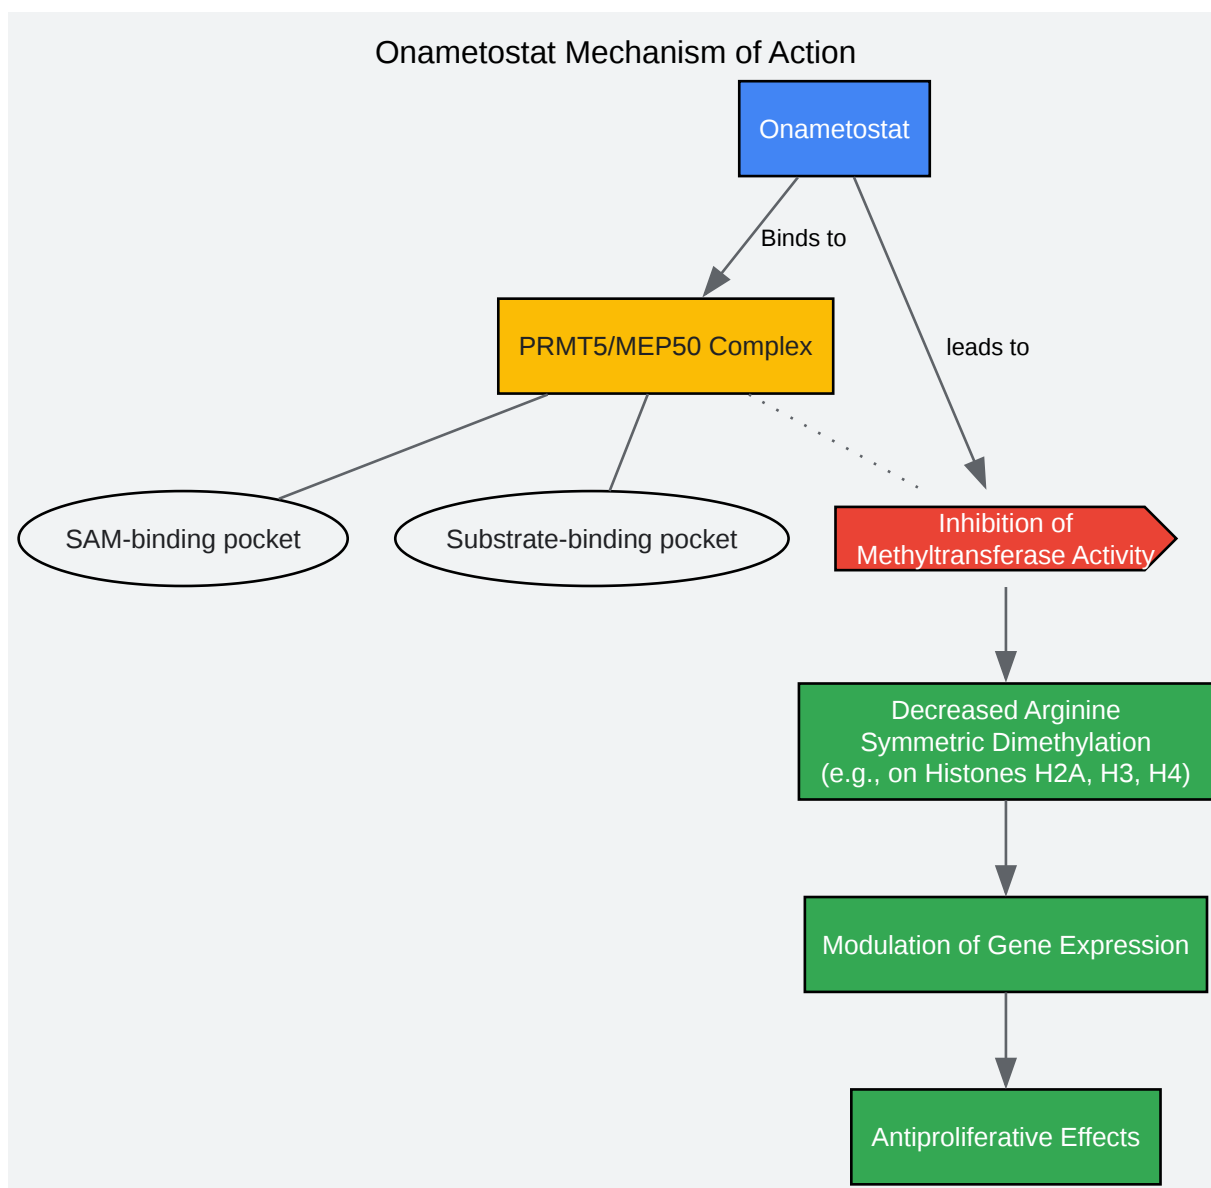 Onametostat Mechanism of Action
Onametostat
Binds to
leads to
PRMT5/MEP50 Complex
SAM-binding pocket
Substrate-binding pocket
Inhibition of
Methyltransferase Activity
Decreased Arginine
Symmetric Dimethylation
(e.g., on Histones H2A, H3, H4)
Modulation of Gene Expression
Antiproliferative Effects